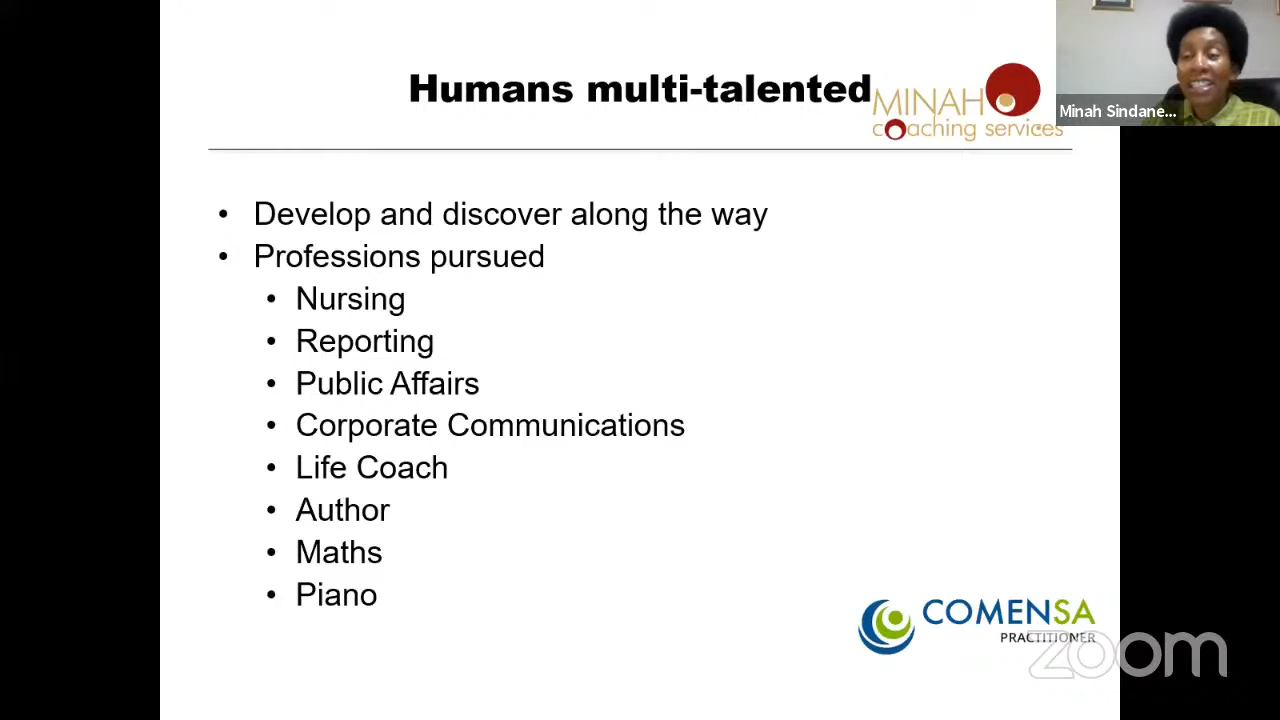 Humans multi-talented
MINAH
coaching services
Minah Sindane...
• Develop and discover along the way
• Professions pursued
• Nursing
• Reporting
• Public Affairs
• Corporate Communications
• Life Coach
• Author
• Maths
• Piano
COMENSA
PRACTITIONER
zoom